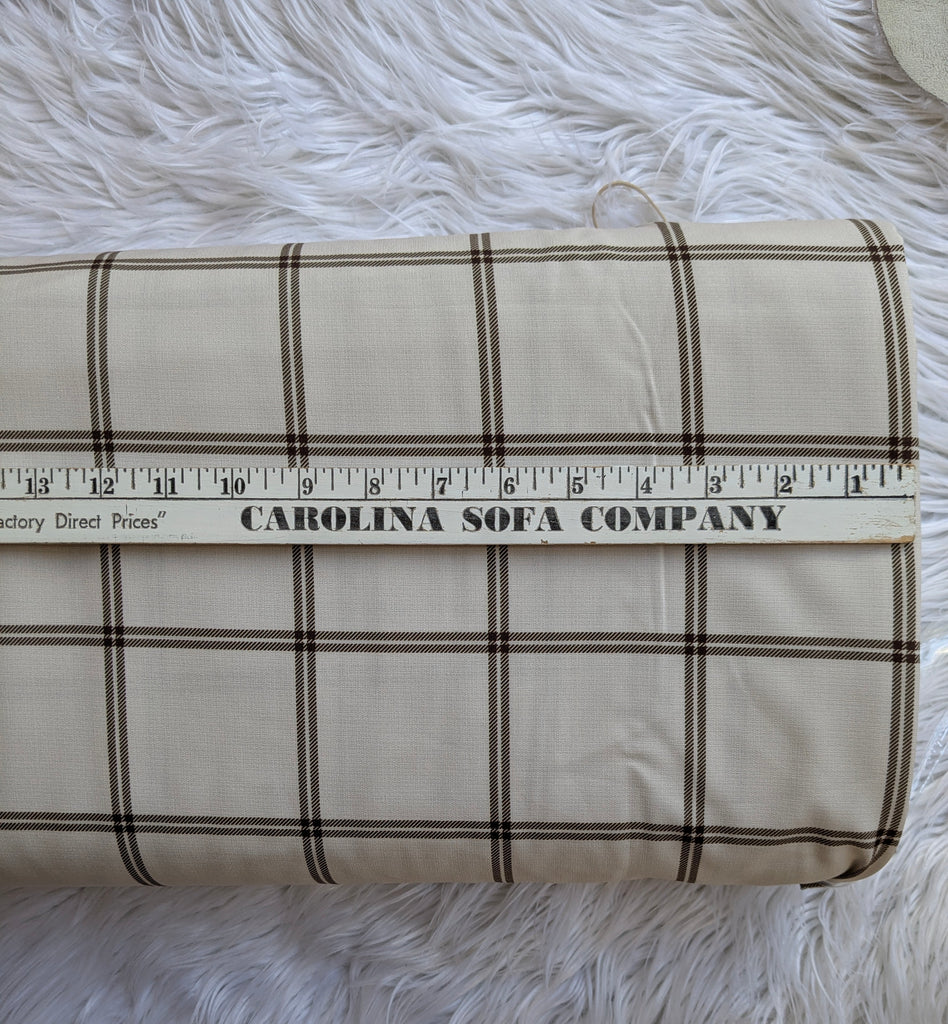 13 12 11 10 9 8 7 6 5 4 3 2 1
actory Direct Prices” CAROLINA SOFA COMPANY